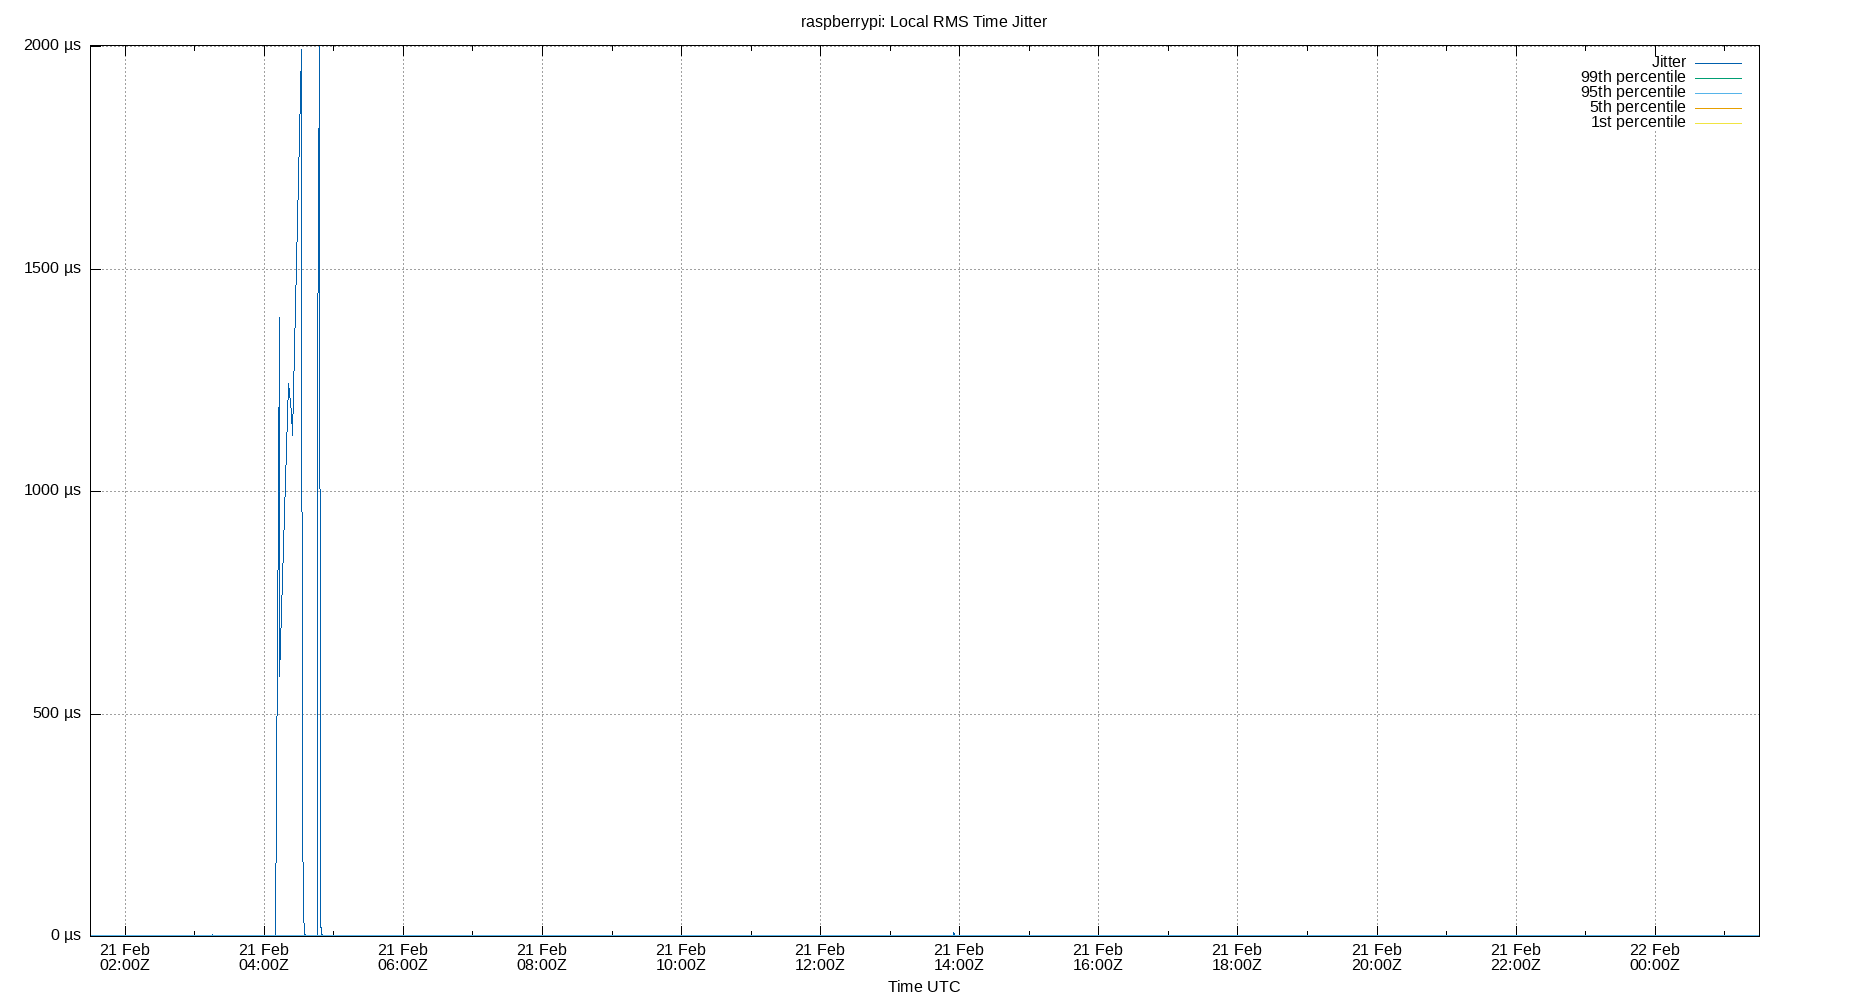 raspberrypi: Local RMS Time Jitter
2000 µs
1500 µs
1000 µs
500 µs
0 µs
Jitter
99th percentile
95th percentile
5th percentile
1st percentile
21 Feb 21 Feb 21 Feb 21 Feb 21 Feb 21 Feb 21 Feb 21 Feb 21 Feb 21 Feb 21 Feb 22 Feb
02:00Z 04:00Z 06:00Z 08:00Z 10:00Z 12:00Z 14:00Z 16:00Z 18:00Z 20:00Z 22:00Z 00:00Z
Time UTC